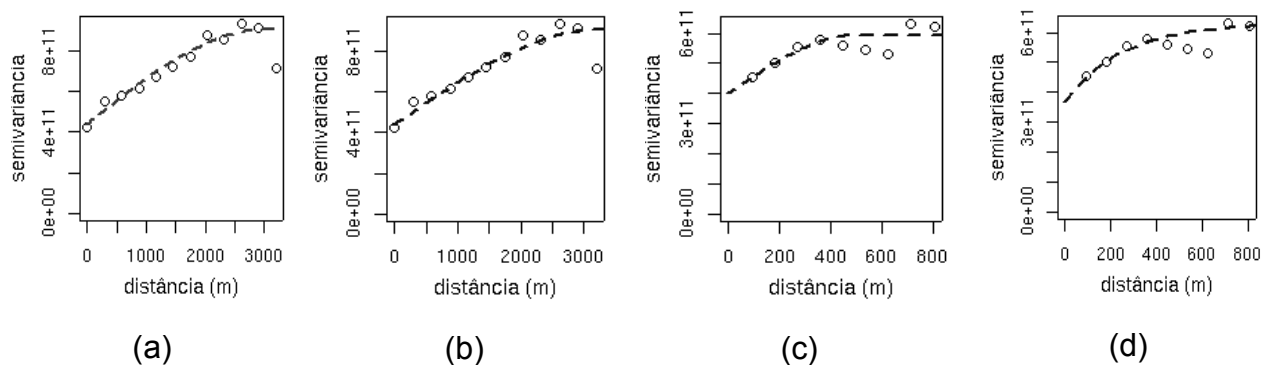 semivariância
0e+00 4e+11 8e+11
0 1000 2000 3000
distância (m)
(a)
semivariância
0e+00 4e+11 8e+11
0 1000 2000 3000
distância (m)
(b)
semivariância
0e+00 3e+11 6e+11
0 200 400 600 800
distância (m)
(c)
semivariância
0e+00 3e+11 6e+11
0 200 400 600 800
distância (m)
(d)